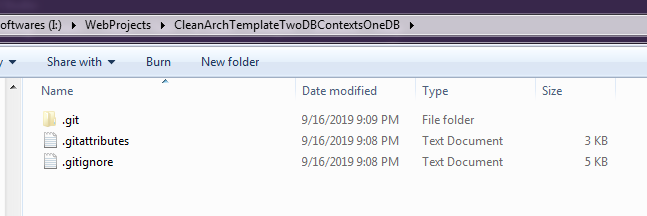 oftwares (I:) ▸ WebProjects ▸ CleanArchTemplateTwoDBContextsOneDB ▸
Share with ▾ Burn New folder
Name Date modified Type Size
.git 9/16/2019 9:09 PM File folder
.gitattributes 9/16/2019 9:08 PM Text Document 3 KB
.gitignore 9/16/2019 9:08 PM Text Document 5 KB